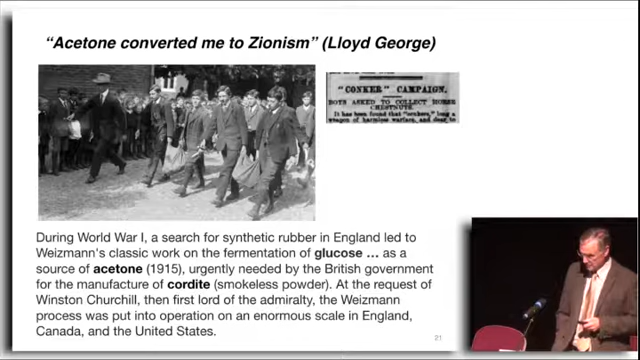 “Acetone converted me to Zionism” (Lloyd George)
“CONKER” CAMPAIGN.
BOYS ASKED TO COLLECT HORSE
CHESTNUTS
It has been found that “conkers,” long a
weapon of harmless warfare, and dear to
During World War I, a search for synthetic rubber in England led to
Weizmann's classic work on the fermentation of glucose ... as a
source of acetone (1915), urgently needed by the British government
for the manufacture of cordite (smokeless powder). At the request of
Winston Churchill, then first lord of the admiralty, the Weizmann
process was put into operation on an enormous scale in England,
Canada, and the United States.
21